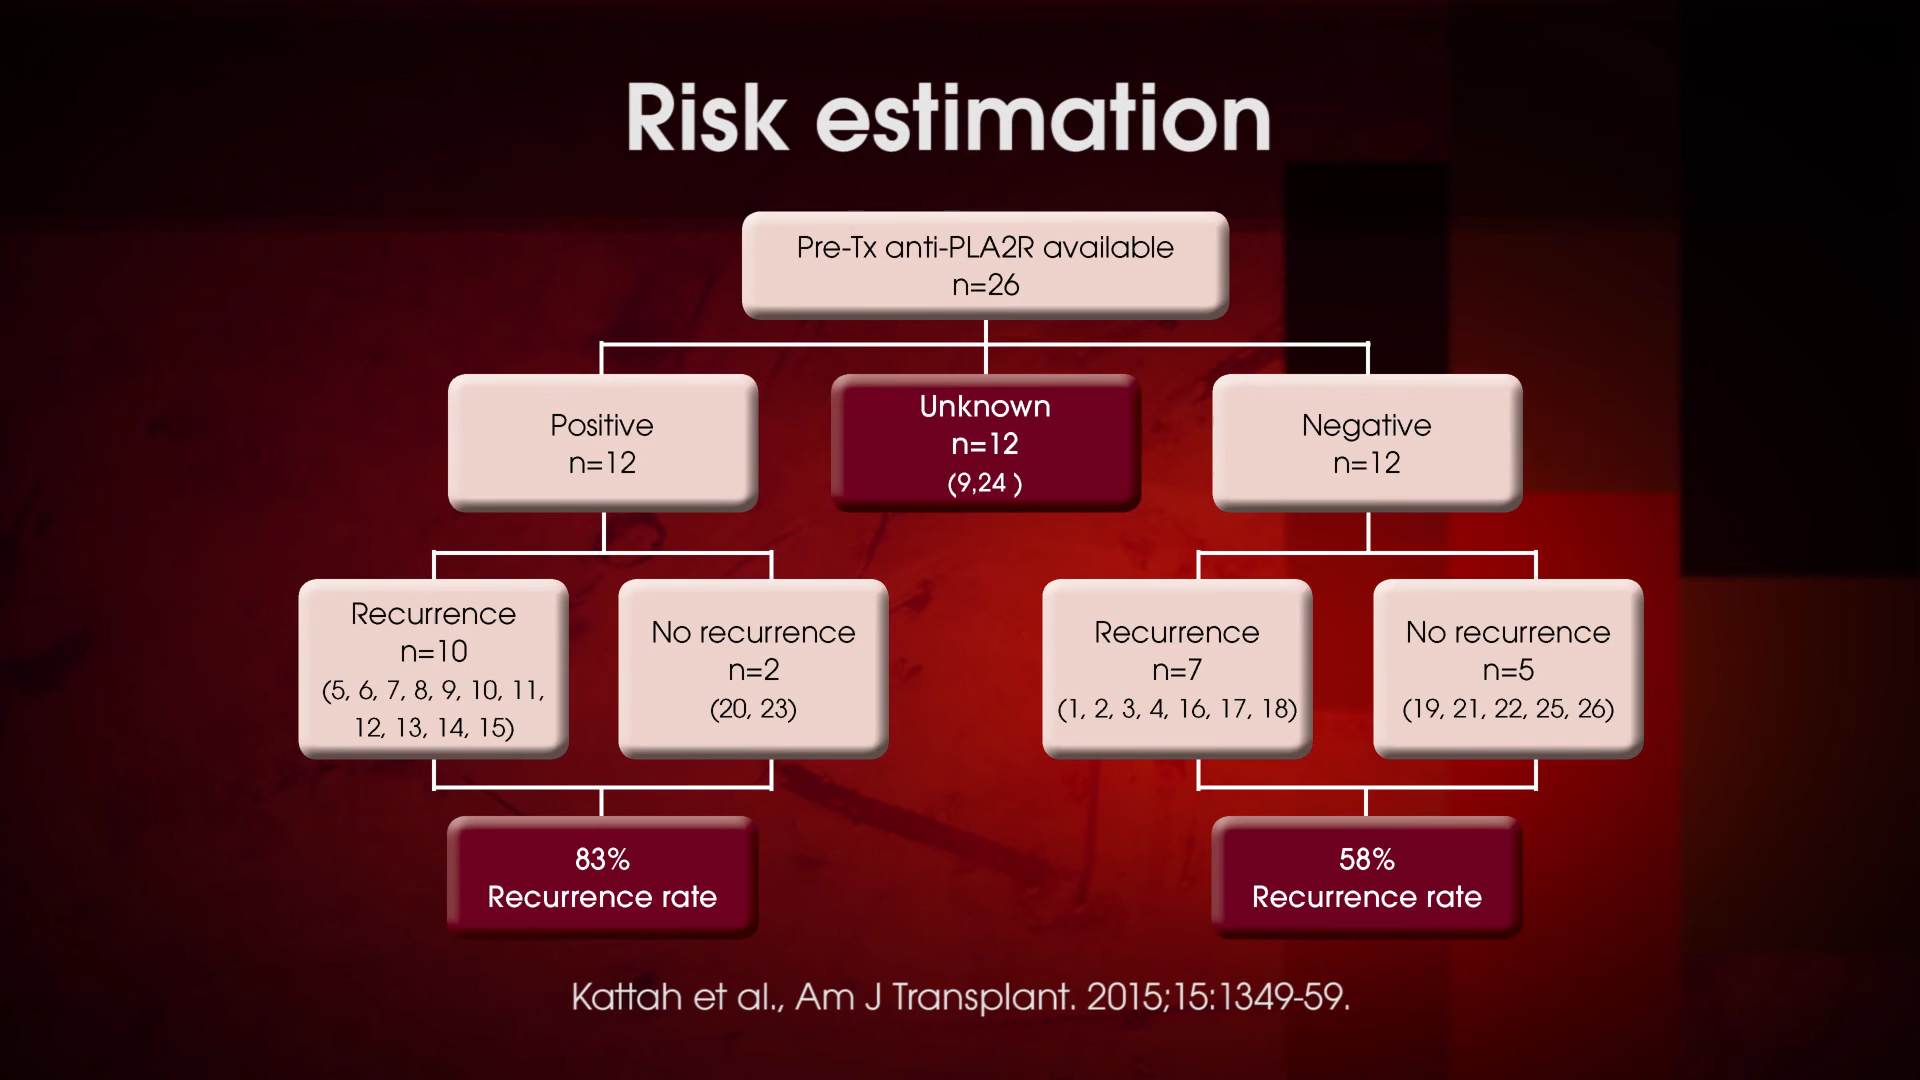 Risk estimation
Pre-Tx anti-PLA2R available
n=26
Positive
n=12
Unknown
n=12
(9,24 )
Negative
n=12
Recurrence
n=10
(5, 6, 7, 8, 9, 10, 11,
12, 13, 14, 15)
No recurrence
n=2
(20, 23)
Recurrence
n=7
(1, 2, 3, 4, 16, 17, 18)
No recurrence
n=5
(19, 21, 22, 25, 26)
83%
Recurrence rate
58%
Recurrence rate
Kattah et al., Am J Transplant. 2015;15:1349-59.